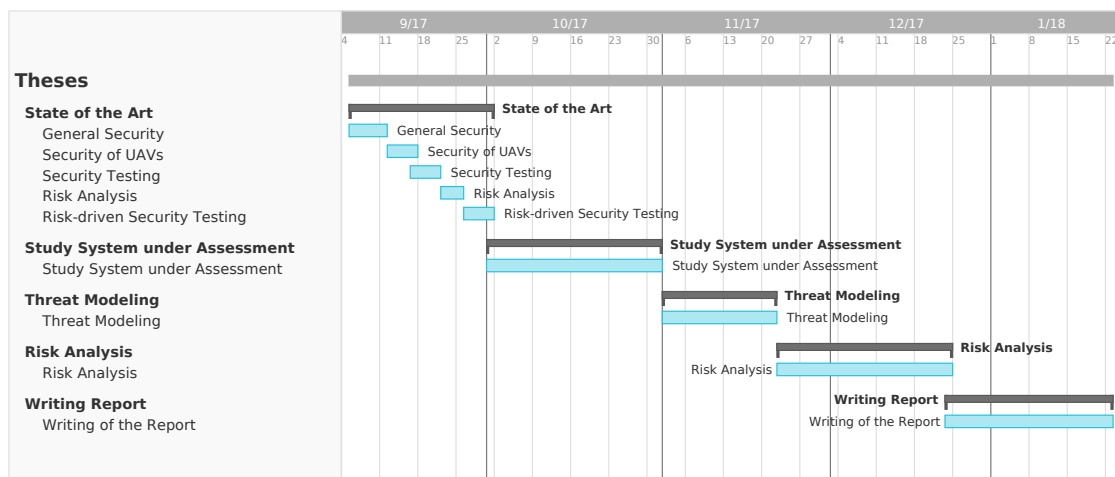 9/17 10/17 11/17 12/17 1/18
4 11 18 25 2 9 16 23 30 6 13 20 27 4 11 18 25 1 8 15 22
Theses
State of the Art State of the Art
General Security General Security
Security of UAVs Security of UAVs
Security Testing Security Testing
Risk Analysis Risk Analysis
Risk-driven Security Testing Risk-driven Security Testing
Study System under Assessment Study System under Assessment
Study System under Assessment Study System under Assessment
Threat Modeling Threat Modeling
Threat Modeling Threat Modeling
Risk Analysis Risk Analysis
Risk Analysis Risk Analysis
Writing Report Writing Report
Writing of the Report Writing of the Report